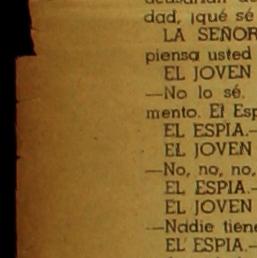 dad, ¡qué sé
LA SEÑOR
piensa usted
EL JOVEN
—No lo sé.
mento. El Esp
EL ESPIA.—
EL JOVEN
—No, no, no,
EL ESPIA.—
EL JOVEN
—Nadie tiene
EL ESPIA.—